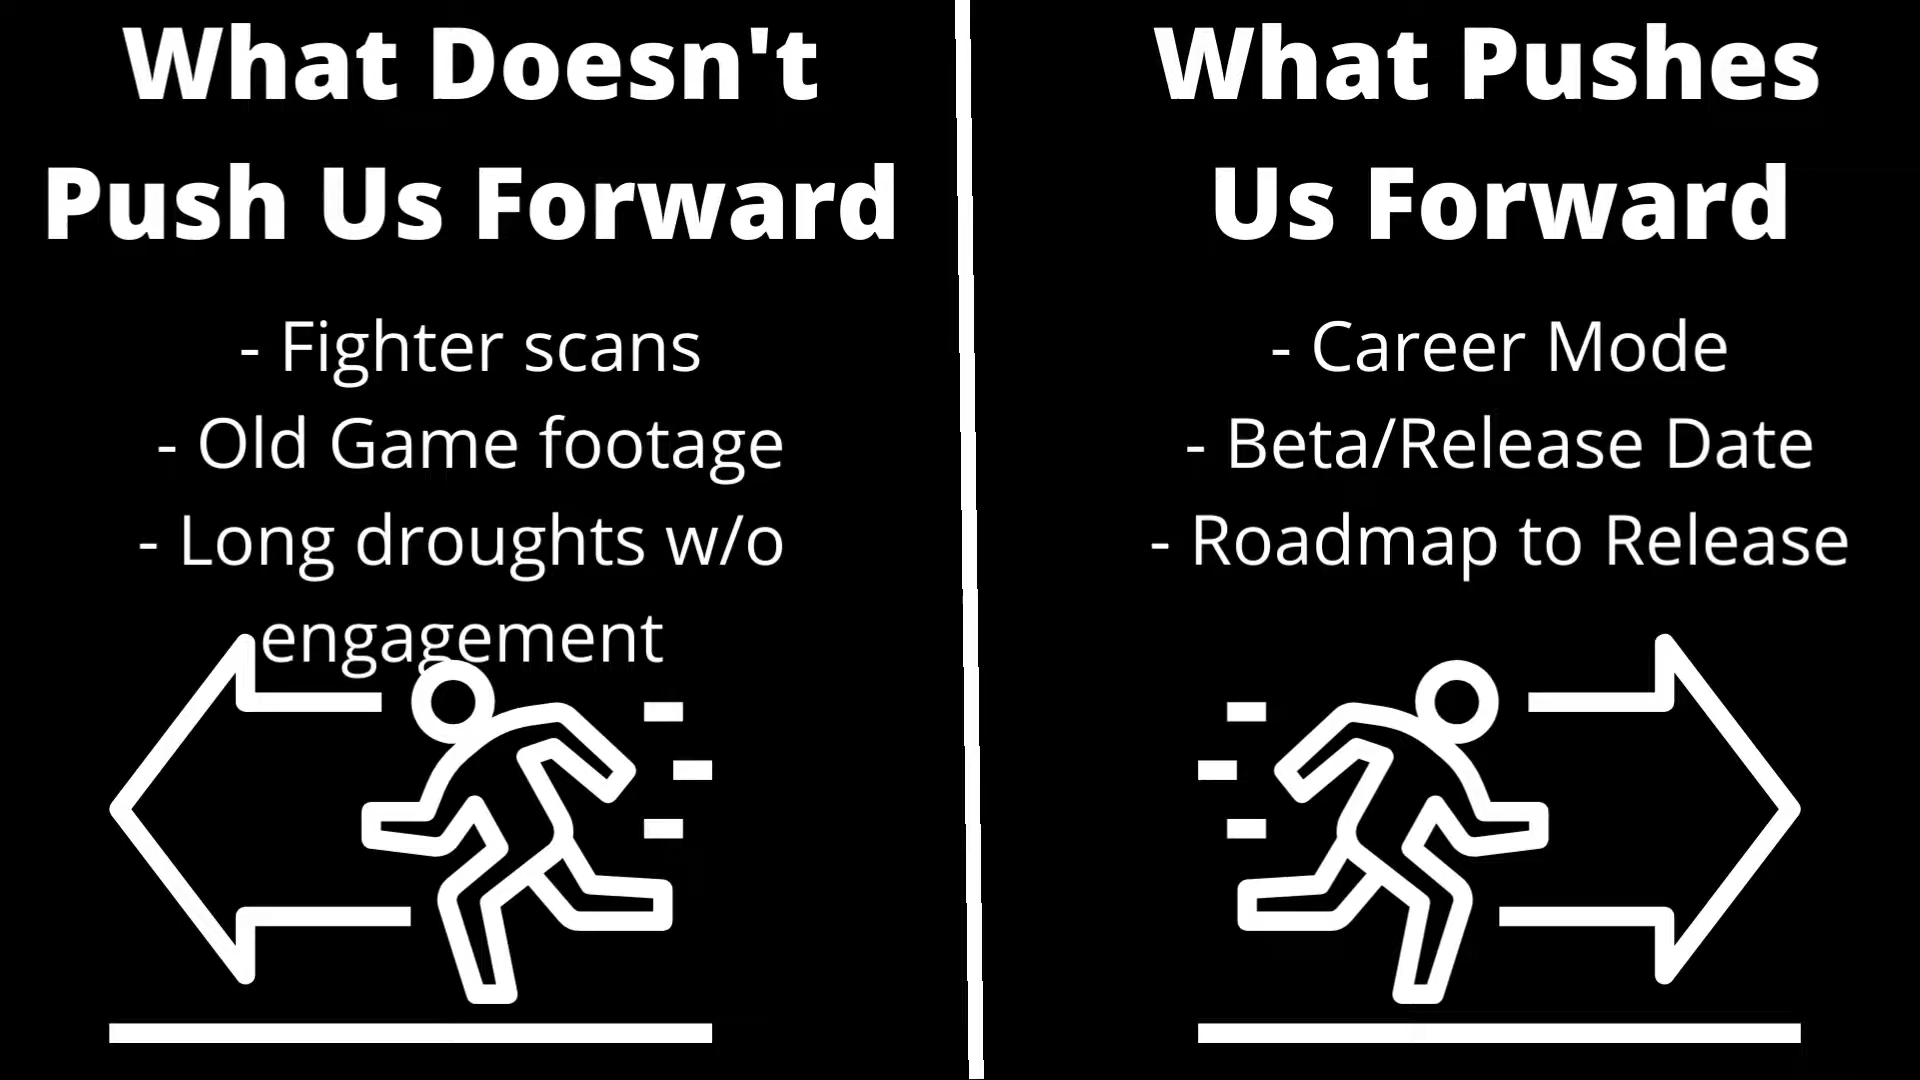 What Doesn't
Push Us Forward
- Fighter scans
- Old Game footage
- Long droughts w/o
engagement
What Pushes
Us Forward
- Career Mode
- Beta/Release Date
- Roadmap to Release